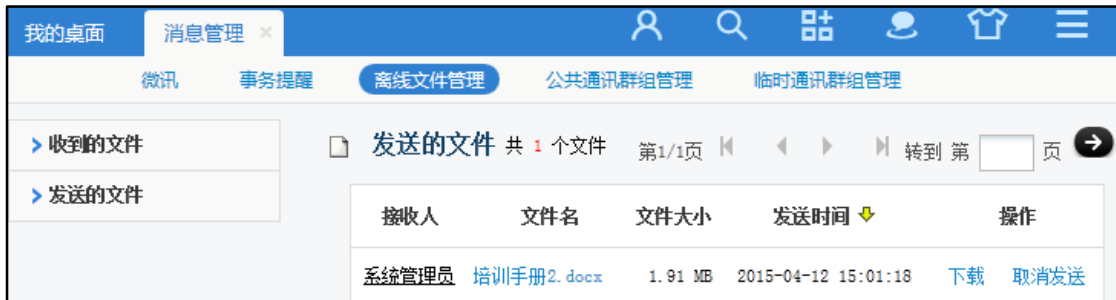 我的桌面 消息管理 ×
微讯 事务提醒 离线文件管理 公共通讯群组管理 临时通讯群组管理
收到的文件
发送的文件
发送的文件 共 1 个文件 第1/1页 转到 第 页
接收人 文件名 文件大小 发送时间 操作
系统管理员 培训手册2.docx 1.91 MB 2015-04-12 15:01:18 下载 取消发送